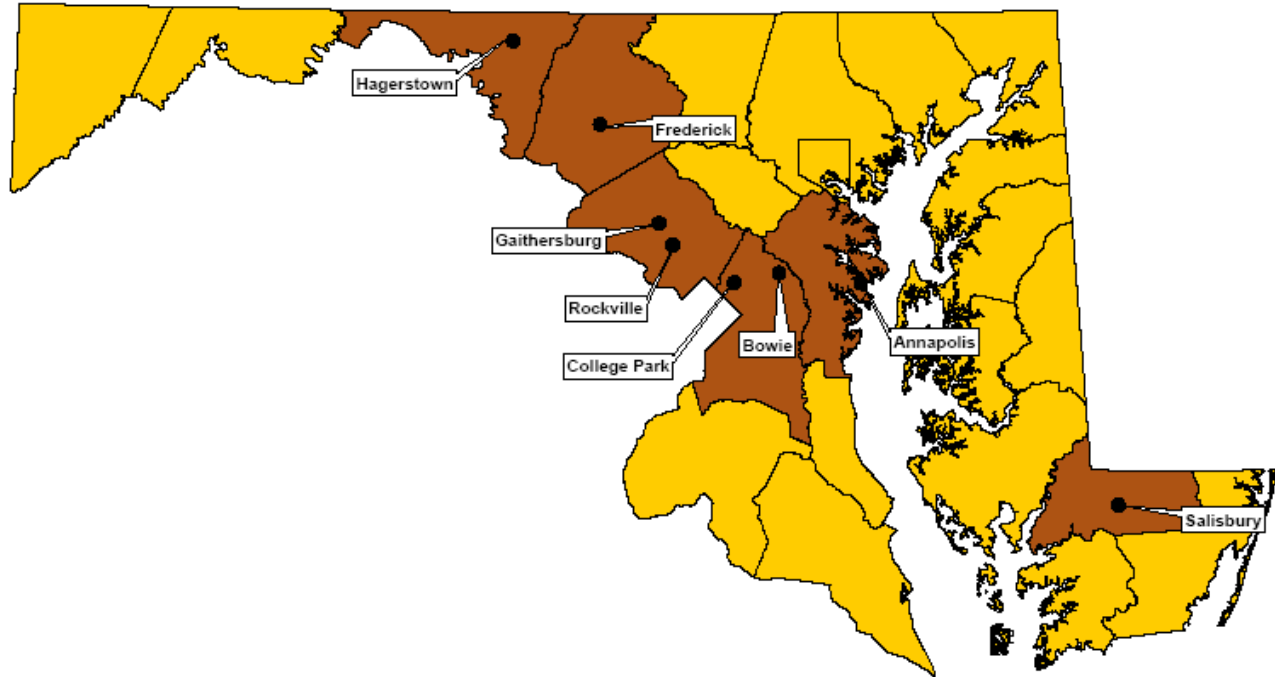 Hagerstown
Frederick
Gaithersburg
Rockville
College Park
Bowie
Annapolis
Salisbury